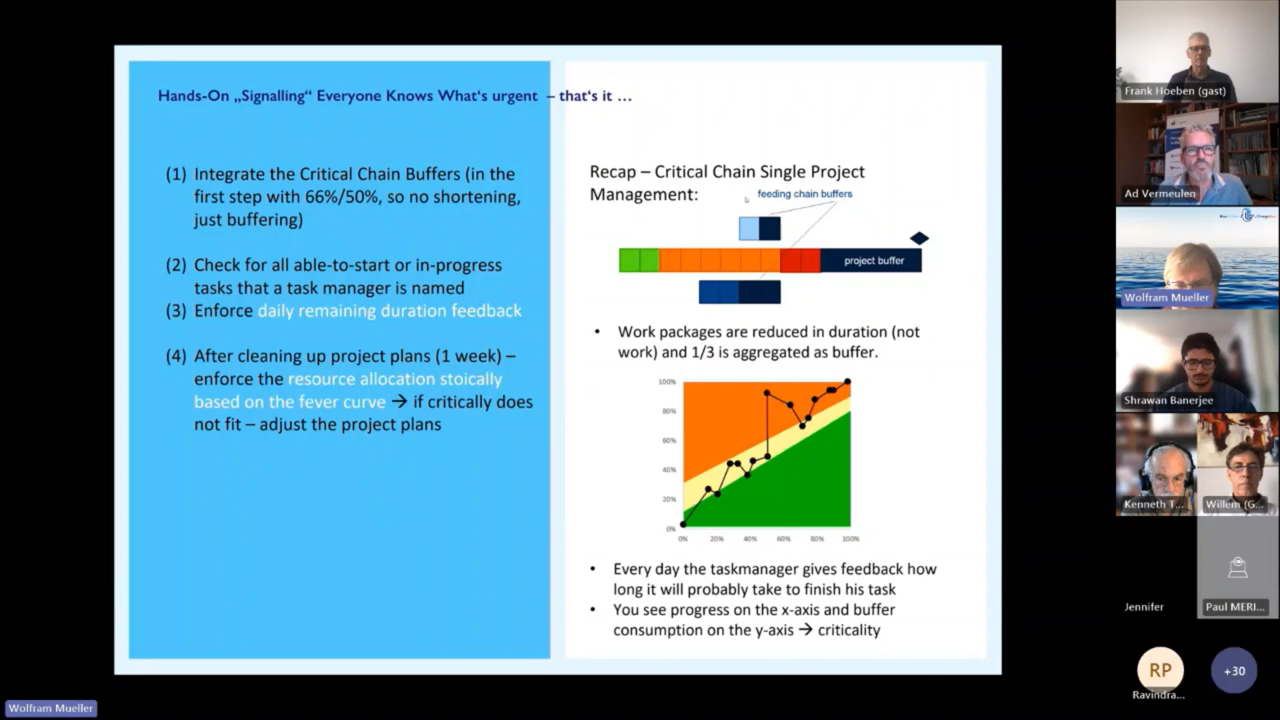 Hands-On „Signalling“ Everyone Knows What's urgent – that's it …
(1) Integrate the Critical Chain Buffers (in the
first step with 66%/50%, so no shortening,
just buffering)
(2) Check for all able-to-start or in-progress
tasks that a task manager is named
(3) Enforce daily remaining duration feedback
(4) After cleaning up project plans (1 week) –
enforce the resource allocation stoically
based on the fever curve → if critically does
not fit – adjust the project plans
Recap – Critical Chain Single Project
Management:
feeding chain buffers
project buffer
• Work packages are reduced in duration (not
work) and 1/3 is aggregated as buffer.
100%
80%
60%
40%
20%
0%
0% 20% 40% 60% 80% 100%
• Every day the taskmanager gives feedback how
long it will probably take to finish his task
• You see progress on the x-axis and buffer
consumption on the y-axis → criticality
Frank Hoeben (gast)
Ad Vermeulen
Wolfram Mueller
Shrawan Banerjee
Kenneth T...
Willem (G...
Jennifer
Paul MERI...
RP
Ravindra...
+30
Wolfram Mueller